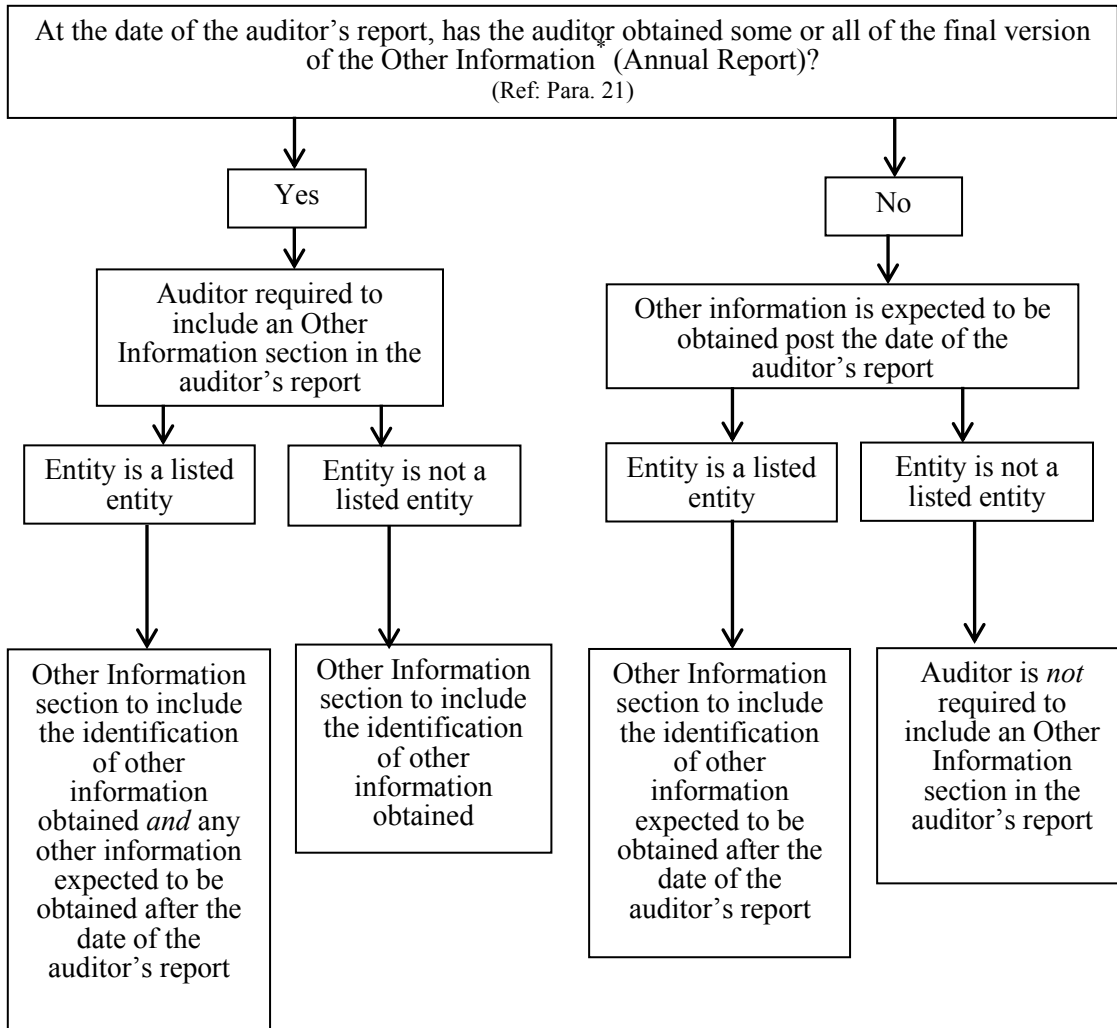 At the date of the auditor’s report, has the auditor obtained some or all of the final version
of the Other Information* (Annual Report)?
(Ref: Para. 21)
Yes
No
Auditor required to
include an Other
Information section in the
auditor’s report
Other information is expected to be
obtained post the date of the
auditor’s report
Entity is a listed
entity
Entity is not a
listed entity
Entity is a listed
entity
Entity is not a
listed entity
Other Information
section to include
the identification
of other
information
obtained and any
other information
expected to be
obtained after the
date of the
auditor’s report
Other Information
section to include
the identification
of other
information
obtained
Other Information
section to include
the identification
of other
information
expected to be
obtained after the
date of the
auditor’s report
Auditor is not
required to
include an Other
Information
section in the
auditor’s report